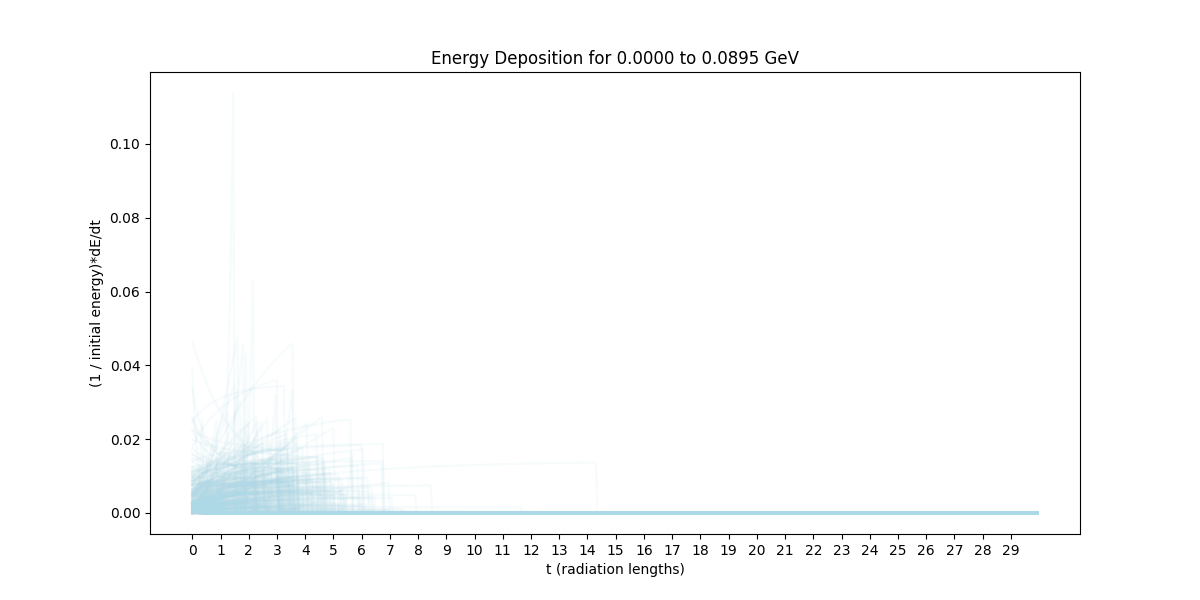 Energy Deposition for 0.0000 to 0.0895 GeV
(1 / initial energy)*dE/dt
0.10
0.08
0.06
0.04
0.02
0.00
0 1 2 3 4 5 6 7 8 9 10 11 12 13 14 15 16 17 18 19 20 21 22 23 24 25 26 27 28 29
t (radiation lengths)